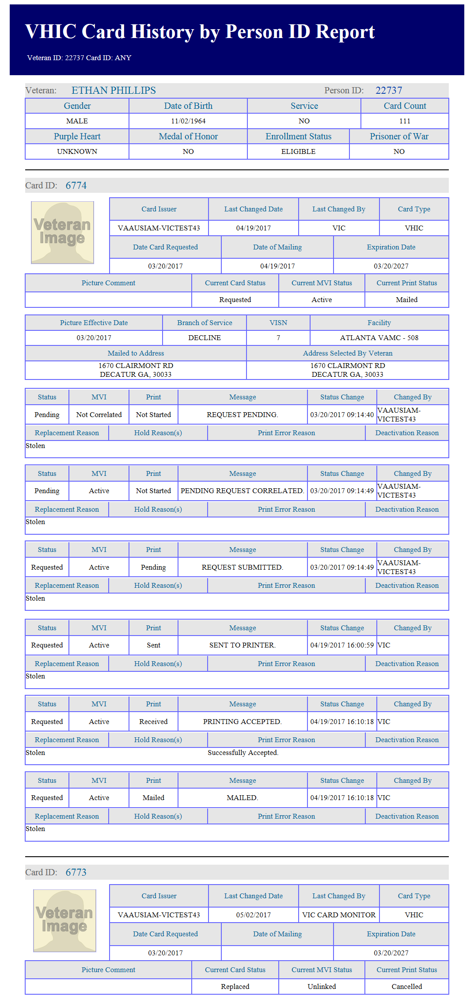 VHIC Card History by Person ID Report
Veteran ID: 22737 Card ID: ANY
Veteran: ETHAN PHILLIPS Person ID: 22737
Gender Date of Birth Service Card Count
MALE 11/02/1964 NO 111
Purple Heart Medal of Honor Enrollment Status Prisoner of War
UNKNOWN NO ELIGIBLE NO
Card ID: 6774
Veteran
Image
Card Issuer Last Changed Date Last Changed By Card Type
VAAUSIAM-VICTEST43 04/19/2017 VIC VHIC
Date Card Requested Date of Mailing Expiration Date
03/20/2017 04/19/2017 03/20/2027
Picture Comment Current Card Status Current MVI Status Current Print Status
Requested Active Mailed
Picture Effective Date Branch of Service VISN Facility
03/20/2017 DECLINE 7 ATLANTA VAMC - 508
Mailed to Address Address Selected By Veteran
1670 CLAIRMONT RD 1670 CLAIRMONT RD
DECATUR GA, 30033 DECATUR GA, 30033
Status MVI Print Message Status Change Changed By
Pending Not Correlated Not Started REQUEST PENDING. 03/20/2017 09:14:40 VAAUSIAM-
VICTEST43
Replacement Reason Hold Reason(s) Print Error Reason Deactivation Reason
Stolen
Status MVI Print Message Status Change Changed By
Pending Active Not Started PENDING REQUEST CORRELATED. 03/20/2017 09:14:49 VAAUSIAM-
VICTEST43
Replacement Reason Hold Reason(s) Print Error Reason Deactivation Reason
Stolen
Status MVI Print Message Status Change Changed By
Requested Active Pending REQUEST SUBMITTED. 03/20/2017 09:14:49 VAAUSIAM-
VICTEST43
Replacement Reason Hold Reason(s) Print Error Reason Deactivation Reason
Stolen
Status MVI Print Message Status Change Changed By
Requested Active Sent SENT TO PRINTER. 04/19/2017 16:00:59 VIC
Replacement Reason Hold Reason(s) Print Error Reason Deactivation Reason
Stolen
Status MVI Print Message Status Change Changed By
Requested Active Received PRINTING ACCEPTED. 04/19/2017 16:10:18 VIC
Replacement Reason Hold Reason(s) Print Error Reason Deactivation Reason
Stolen Successfully Accepted.
Status MVI Print Message Status Change Changed By
Requested Active Mailed MAILED. 04/19/2017 16:10:18 VIC
Replacement Reason Hold Reason(s) Print Error Reason Deactivation Reason
Stolen
Card ID: 6773
Veteran
Image
Card Issuer Last Changed Date Last Changed By Card Type
VAAUSIAM-VICTEST43 05/02/2017 VIC CARD MONITOR VHIC
Date Card Requested Date of Mailing Expiration Date
03/20/2017 03/20/2027
Picture Comment Current Card Status Current MVI Status Current Print Status
Replaced Unlinked Cancelled